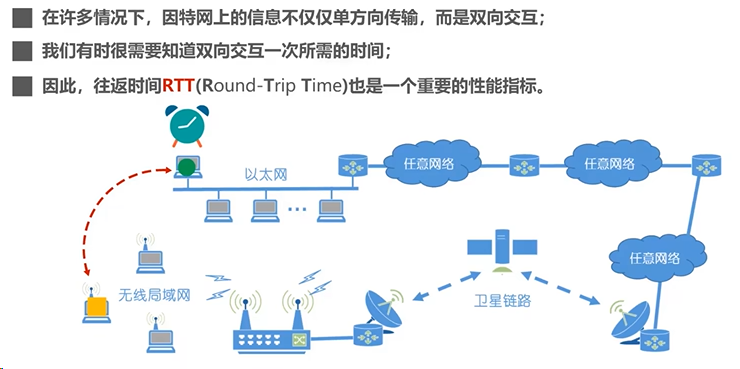 在许多情况下，因特网上的信息不仅仅单方向传输，而是双向交互；
我们有时很需要知道双向交互一次所需的时间；
因此，往返时间RTT(Round-Trip Time)也是一个重要的性能指标。
以太网
任意网络
任意网络
任意网络
无线局域网
卫星链路